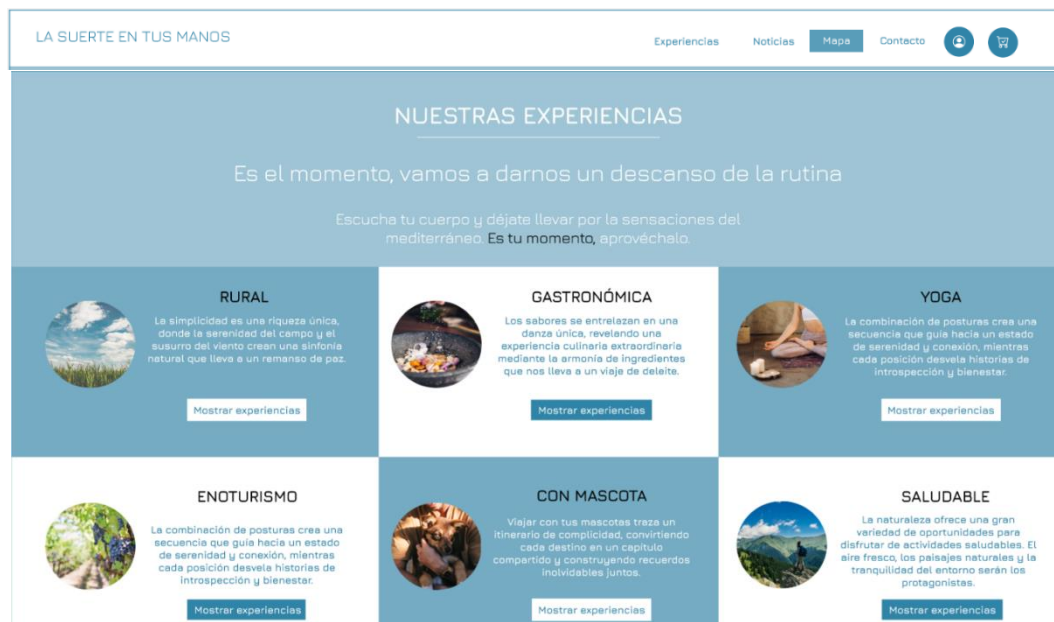 LA SUERTE EN TUS MANOS
Experiencias
Noticias
Mapa
Contacto
NUESTRAS EXPERIENCIAS
Es el momento, vamos a darnos un descanso de la rutina
Escucha tu cuerpo y déjate llevar por la sensaciones del
mediterráneo. Es tu momento, aprovéchalo.
RURAL
La simplicidad es una riqueza única,
donde la serenidad del campo y el
susurro del viento crean una sinfonía
natural que lleva a un remanso de paz.
Mostrar experiencias
GASTRONÓMICA
Los sabores se entrelazan en una
danza única, revelando una
experiencia culinaria extraordinaria
mediante la armonía de ingredientes
que nos lleva a un viaje de deleite.
Mostrar experiencias
YOGA
La combinación de posturas crea una
secuencia que guía hacia un estado
de serenidad y conexión, mientras
cada posición desvela historias de
introspección y bienestar.
Mostrar experiencias
ENOTURISMO
La combinación de posturas crea una
secuencia que guía hacia un estado
de serenidad y conexión, mientras
cada posición desvela historias de
introspección y bienestar.
Mostrar experiencias
CON MASCOTA
Viajar con tus mascotas traza un
itinerario de complicidad, convirtiendo
cada destino en un capítulo
compartido y construyendo recuerdos
inolvidables juntos.
Mostrar experiencias
SALUDABLE
La naturaleza ofrece una gran
variedad de oportunidades para
disfrutar de actividades saludables. El
aire fresco, los paisajes naturales y la
tranquilidad del entorno serán los
protagonistas.
Mostrar experiencias